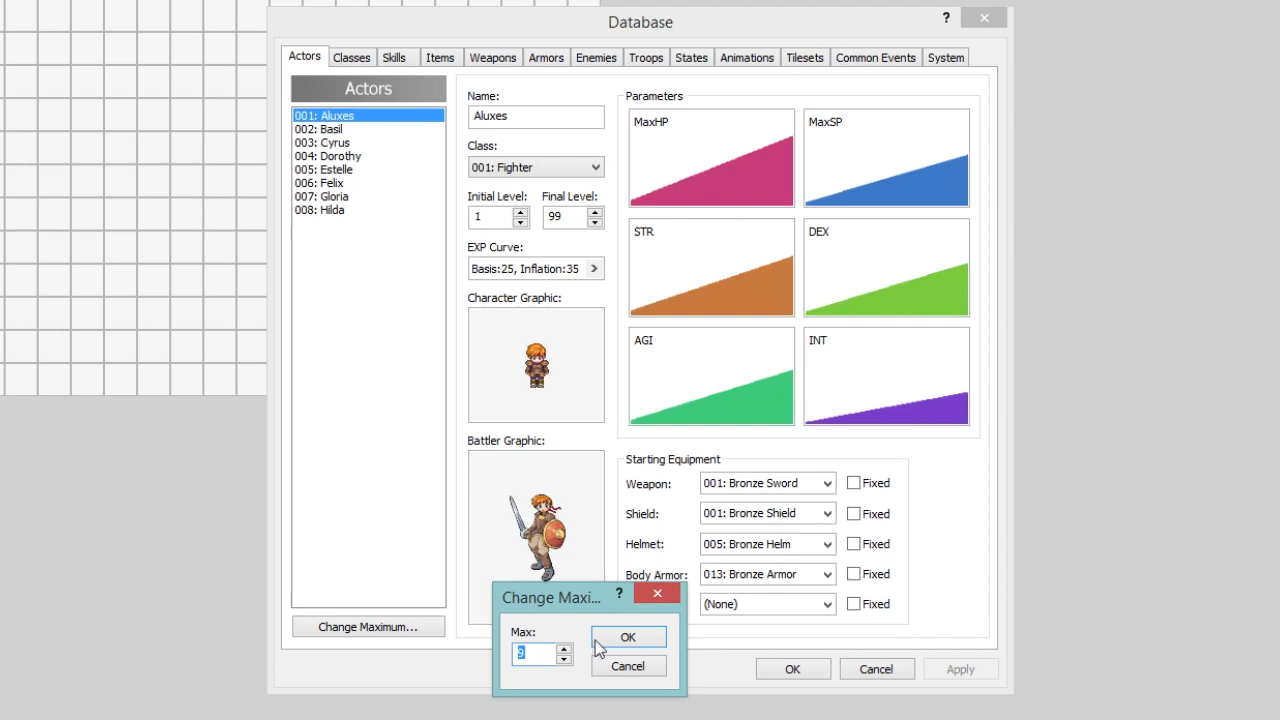 Database
?
Actors Classes Skills Items Weapons Armors Enemies Troops States Animations Tilesets Common Events System
Actors
001: Aluxes
002: Basil
003: Cyrus
004: Dorothy
005: Estelle
006: Felix
007: Gloria
008: Hilda
Change Maximum...
Name:
Aluxes
Class:
001: Fighter
Initial Level: Final Level:
1 99
EXP Curve:
Basis:25, Inflation:35
Character Graphic:
Battler Graphic:
Parameters
MaxHP MaxSP
STR DEX
AGI INT
Starting Equipment
Weapon: 001: Bronze Sword Fixed
Shield: 001: Bronze Shield Fixed
Helmet: 005: Bronze Helm Fixed
Body Armor: 013: Bronze Armor Fixed
(None) Fixed
Change Maxi... ?
Max:
9
OK
Cancel
OK Cancel Apply